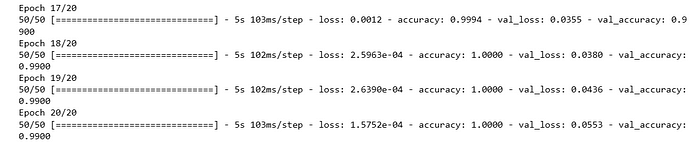 Epoch 17/20
50/50 [==============================] - 5s 103ms/step - loss: 0.0012 - accuracy: 0.9994 - val_loss: 0.0355 - val_accuracy: 0.9
900
Epoch 18/20
50/50 [==============================] - 5s 102ms/step - loss: 2.5963e-04 - accuracy: 1.0000 - val_loss: 0.0380 - val_accuracy:
0.9900
Epoch 19/20
50/50 [==============================] - 5s 102ms/step - loss: 2.6390e-04 - accuracy: 1.0000 - val_loss: 0.0436 - val_accuracy:
0.9900
Epoch 20/20
50/50 [==============================] - 5s 103ms/step - loss: 1.5752e-04 - accuracy: 1.0000 - val_loss: 0.0553 - val_accuracy:
0.9900